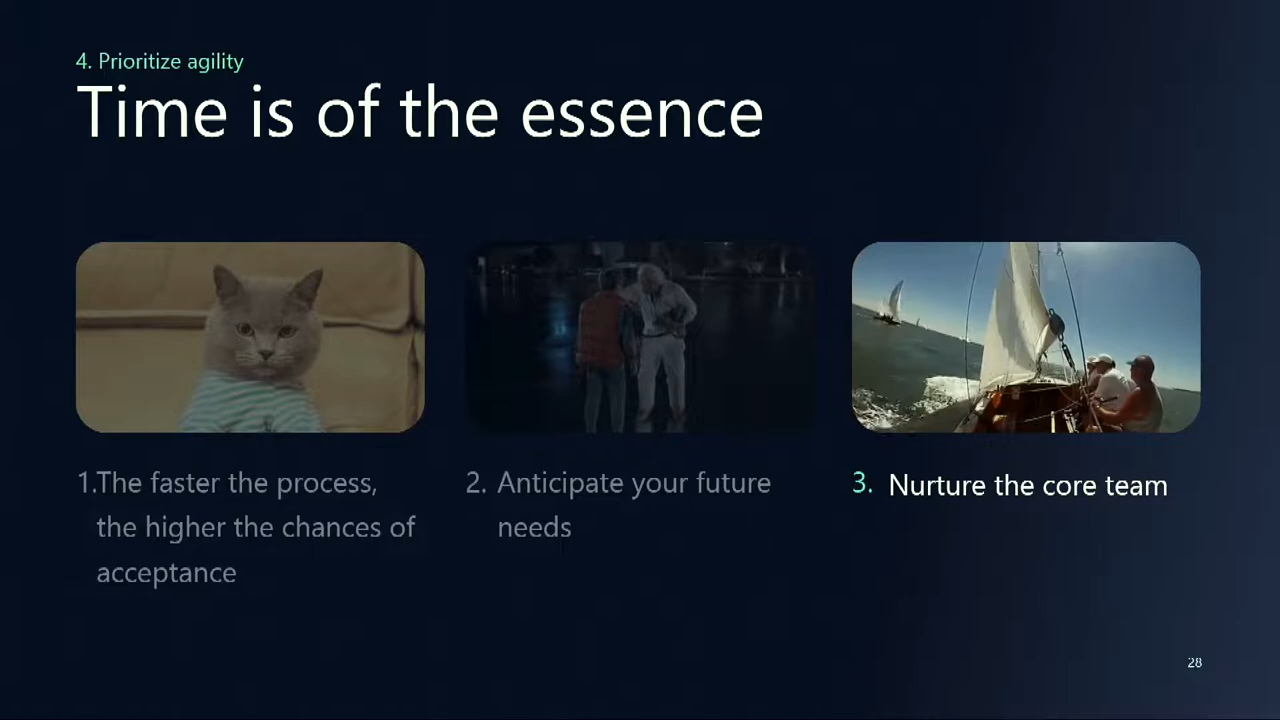 4. Prioritize agility
Time is of the essence
1.The faster the process,
the higher the chances of
acceptance
2. Anticipate your future
needs
3. Nurture the core team
28